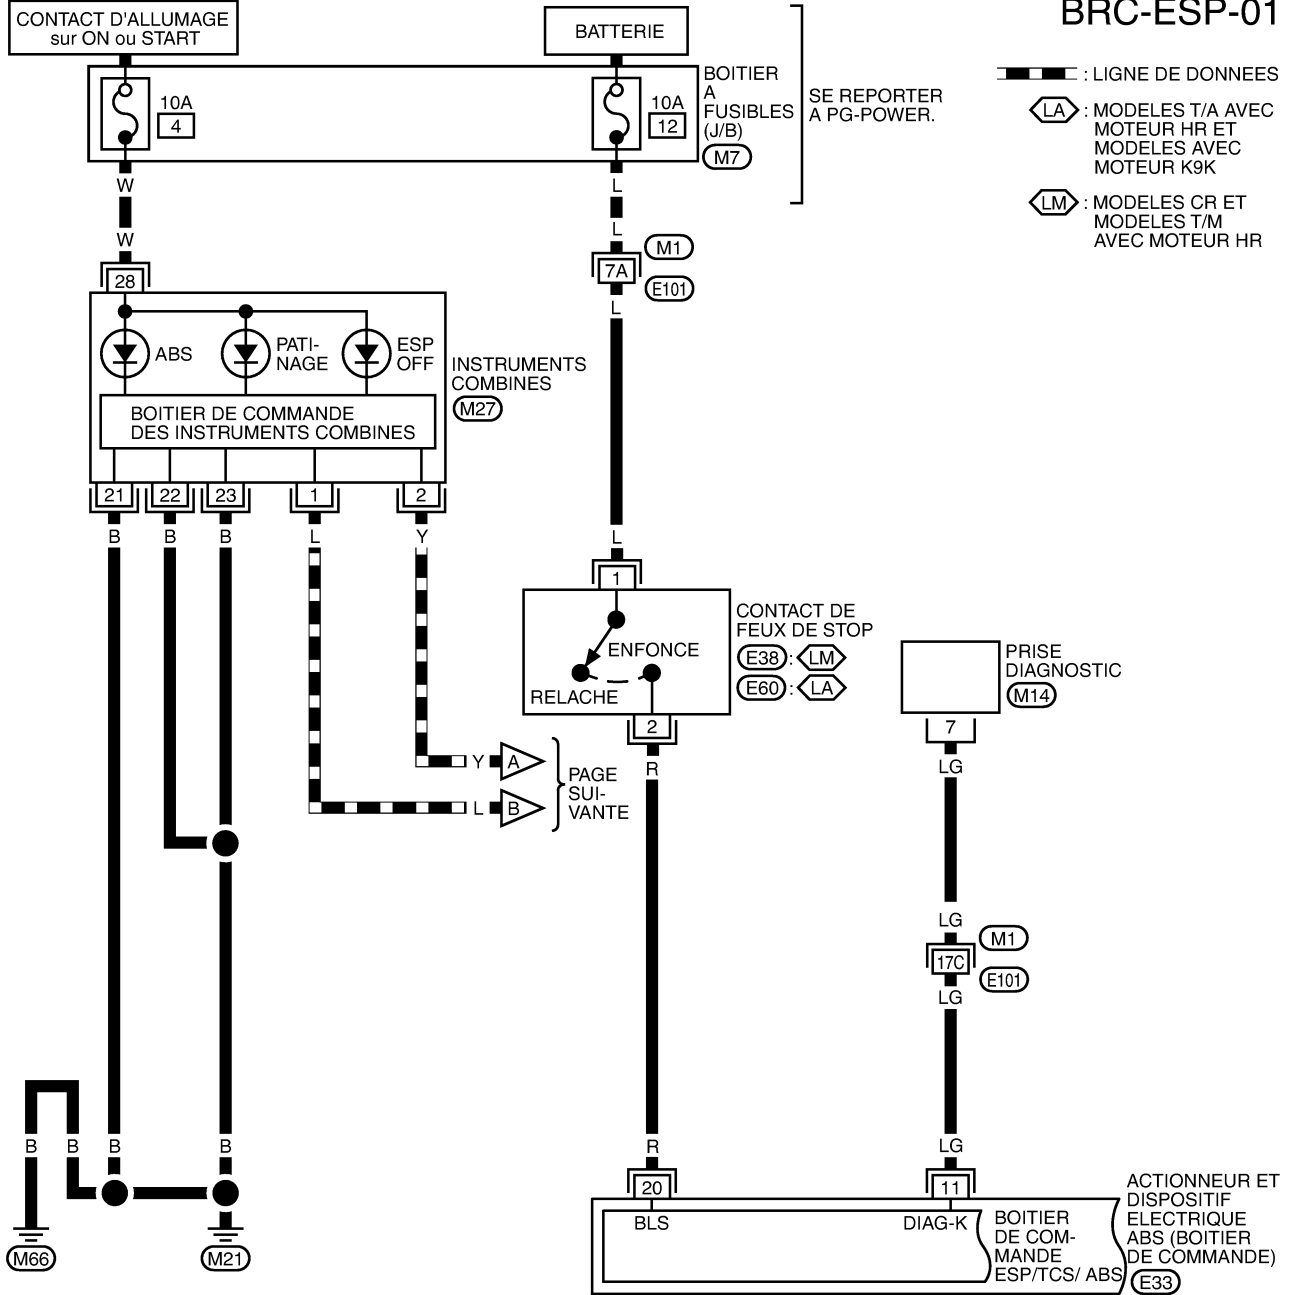 CONTACT D'ALLUMAGE
sur ON ou START
BATTERIE
BRC-ESP-01
10A
4
10A
12
BOITIER
A
FUSIBLES
(J/B)
M7
SE REPORTER
A PG-POWER.
: LIGNE DE DONNEES
LA : MODELES T/A AVEC
MOTEUR HR ET
MODELES AVEC
MOTEUR K9K
LM : MODELES CR ET
MODELES T/M
AVEC MOTEUR HR
W
W
28
L
L
M1
7A
E101
L
ABS
PATI-
NAGE
ESP
OFF
INSTRUMENTS
COMBINES
M27
BOITIER DE COMMANDE
DES INSTRUMENTS COMBINES
21
22
23
1
2
B
B
B
L
Y
L
1
ENFONCE
RELACHE
CONTACT DE
FEUX DE STOP
E38 : LM
E60 : LA
2
R
PRISE
DIAGNOSTIC
M14
7
LG
Y A
L B
PAGE
SUI-
VANTE
LG
M1
17C
E101
LG
B
B
B
B
M66
M21
R
20
LG
11
BLS
DIAG-K
BOITIER
DE COM-
MANDE
ESP/TCS/ ABS
ACTIONNEUR ET
DISPOSITIF
ELECTRIQUE
ABS (BOITIER
DE COMMANDE)
E33